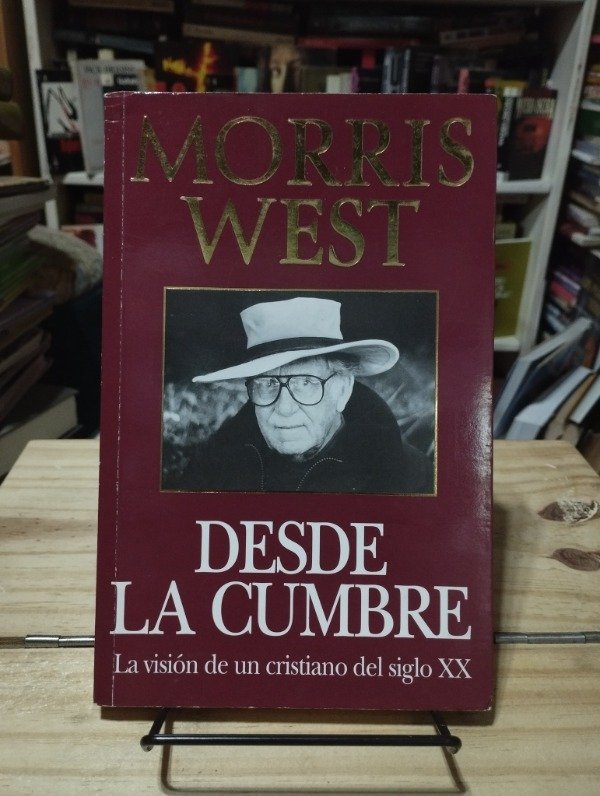 MORRIS
WEST
DESDE
LA CUMBRE
La visión de un cristiano del siglo XX